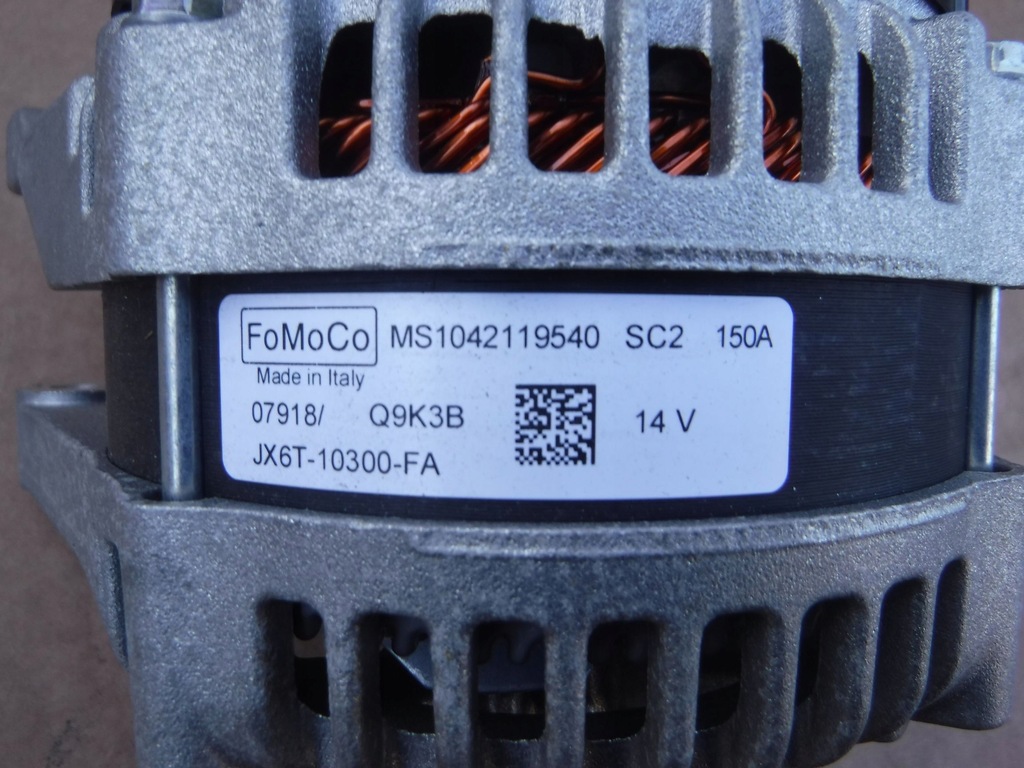 FoMoCo MS1042119540 SC2 150A
Made in Italy
07918/ Q9K3B 14 V
JX6T-10300-FA